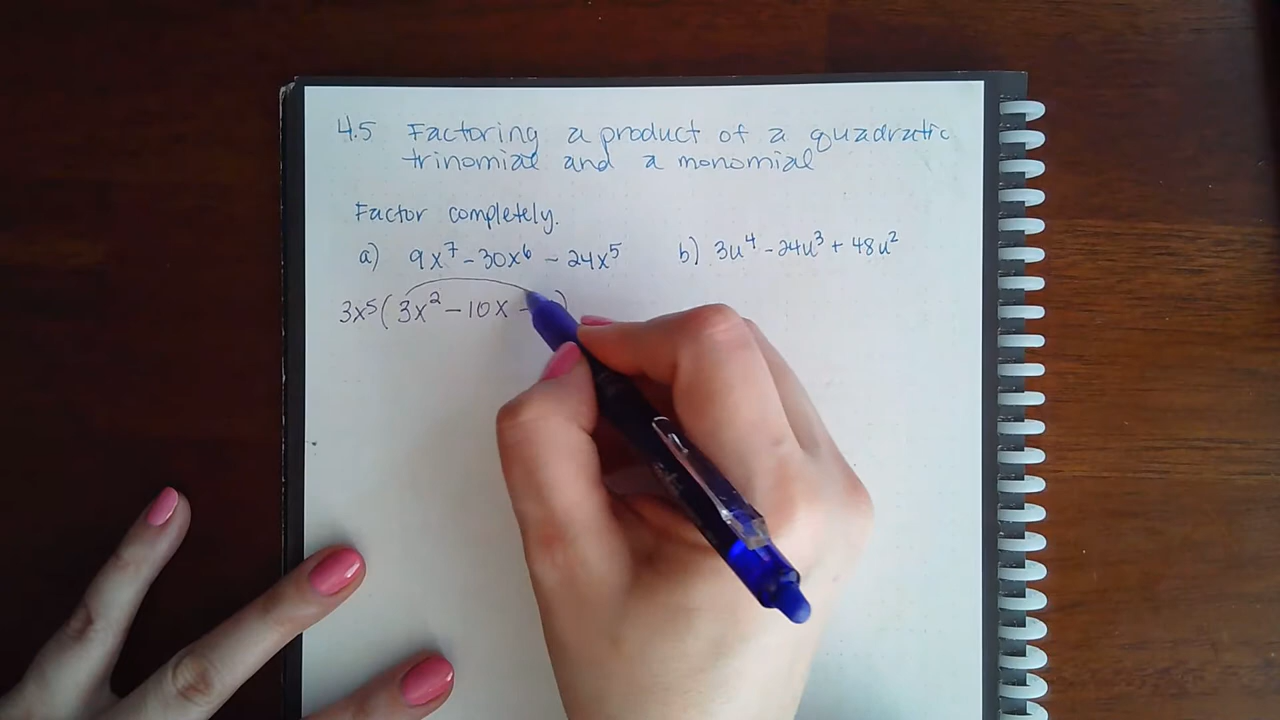 4.5 Factoring a product of a quadratic
trinomial and a monomial
Factor completely.
a) 9x⁷ - 30x⁶ - 24x⁵ b) 3u⁴ - 24u³ + 48u²
3x⁵(3x² - 10x - )